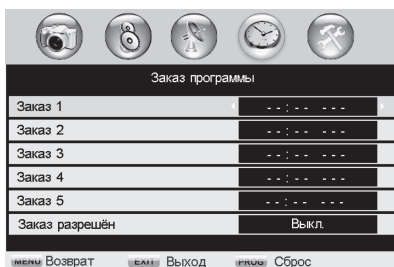 Заказ программы
Заказ 1 --:-- ---
Заказ 2 --:-- ---
Заказ 3 --:-- ---
Заказ 4 --:-- ---
Заказ 5 --:-- ---
Заказ разрешён Выкл.
MENU Возврат EXIT Выход PROG Сброс